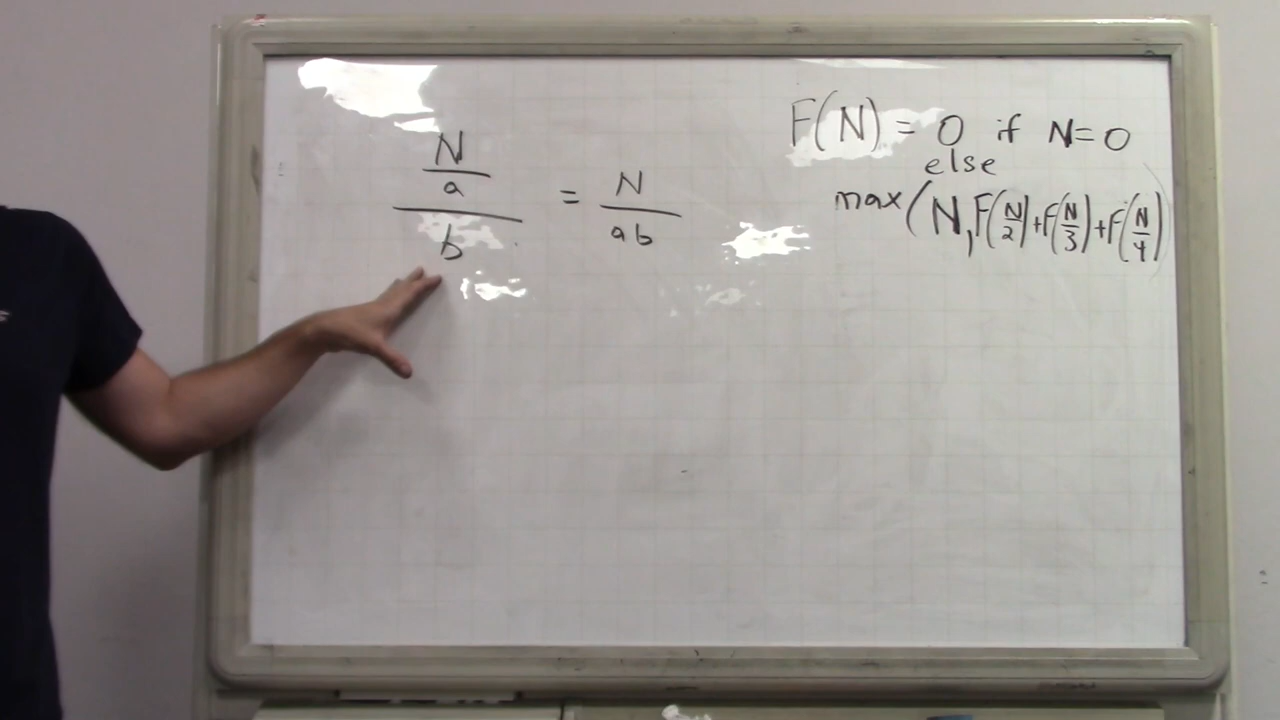 N/a / b = N/ab
F(N) = 0 if N=0
else
max(N, F(N/2)+F(N/3)+F(N/4))